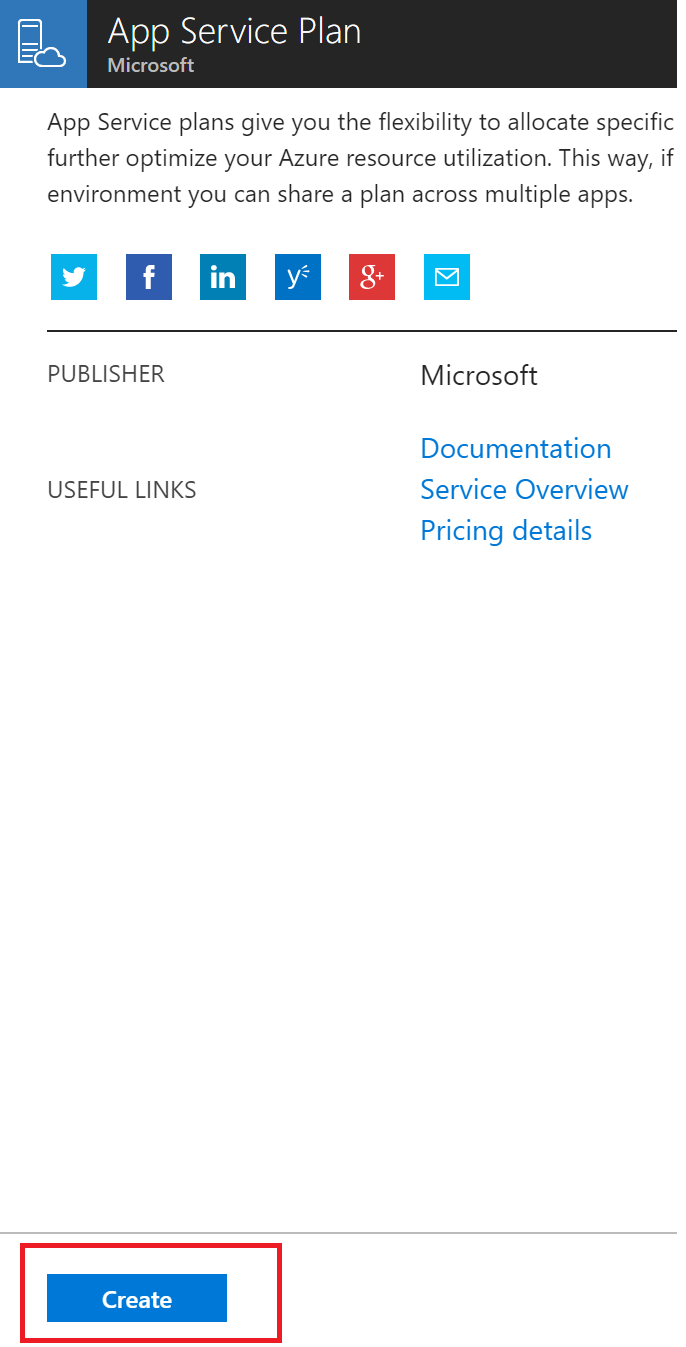 App Service Plan
Microsoft
App Service plans give you the flexibility to allocate specific
further optimize your Azure resource utilization. This way, if
environment you can share a plan across multiple apps.
f in y g+
PUBLISHER Microsoft
Documentation
USEFUL LINKS Service Overview
Pricing details
Create